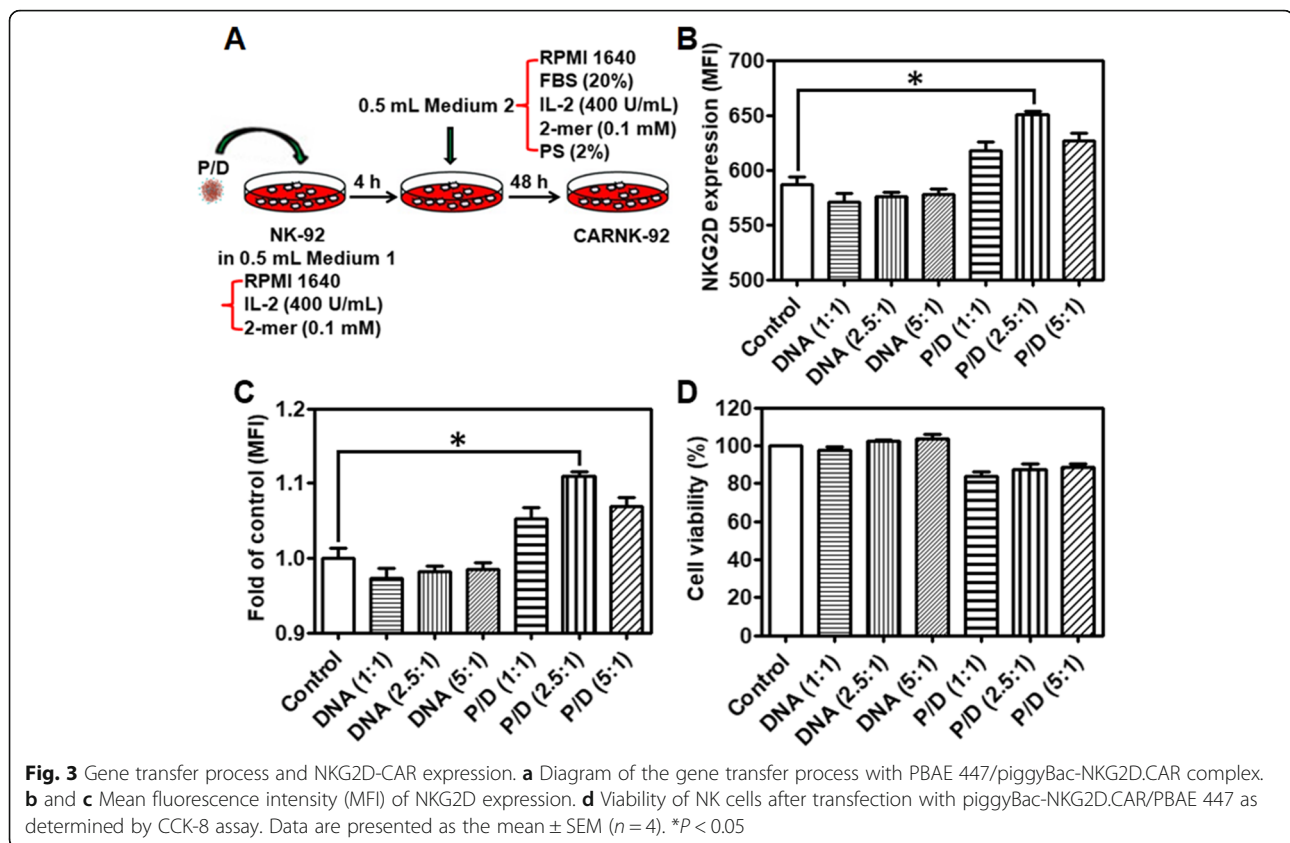 A
P/D
0.5 mL Medium 2
RPMI 1640
FBS (20%)
IL-2 (400 U/mL)
2-mer (0.1 mM)
PS (2%)
4 h
48 h
NK-92
in 0.5 mL Medium 1
RPMI 1640
IL-2 (400 U/mL)
2-mer (0.1 mM)
CARNK-92
B
NKG2D expression (MFI)
700
650
600
550
500
*
Control
DNA (1:1)
DNA (2.5:1)
DNA (5:1)
P/D (1:1)
P/D (2.5:1)
P/D (5:1)
C
Fold of control (MFI)
1.2
1.1
1.0
0.9
*
Control
DNA (1:1)
DNA (2.5:1)
DNA (5:1)
P/D (1:1)
P/D (2.5:1)
P/D (5:1)
D
Cell viability (%)
120
100
80
60
40
20
0
Control
DNA (1:1)
DNA (2.5:1)
DNA (5:1)
P/D (1:1)
P/D (2.5:1)
P/D (5:1)
Fig. 3 Gene transfer process and NKG2D-CAR expression. a Diagram of the gene transfer process with PBAE 447/piggyBac-NKG2D.CAR complex.
b and c Mean fluorescence intensity (MFI) of NKG2D expression. d Viability of NK cells after transfection with piggyBac-NKG2D.CAR/PBAE 447 as
determined by CCK-8 assay. Data are presented as the mean ± SEM (n = 4). *P < 0.05